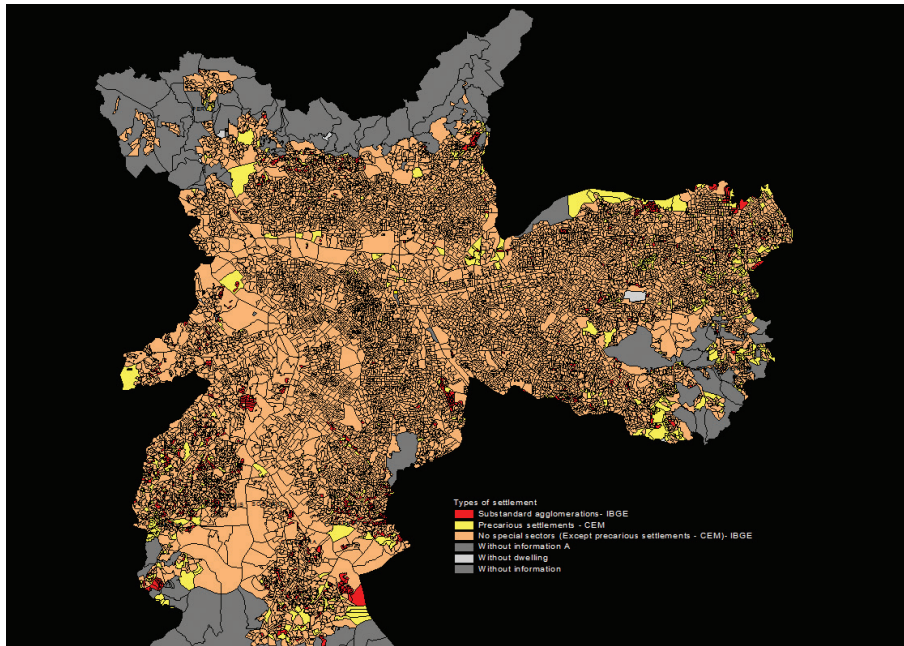 Types of settlement
Substandard agglomerations- IBGE
Precarious settlements - CEM
No special sectors (Except precarious settlements - CEM)- IBGE
Without information A
Without dwelling
Without information